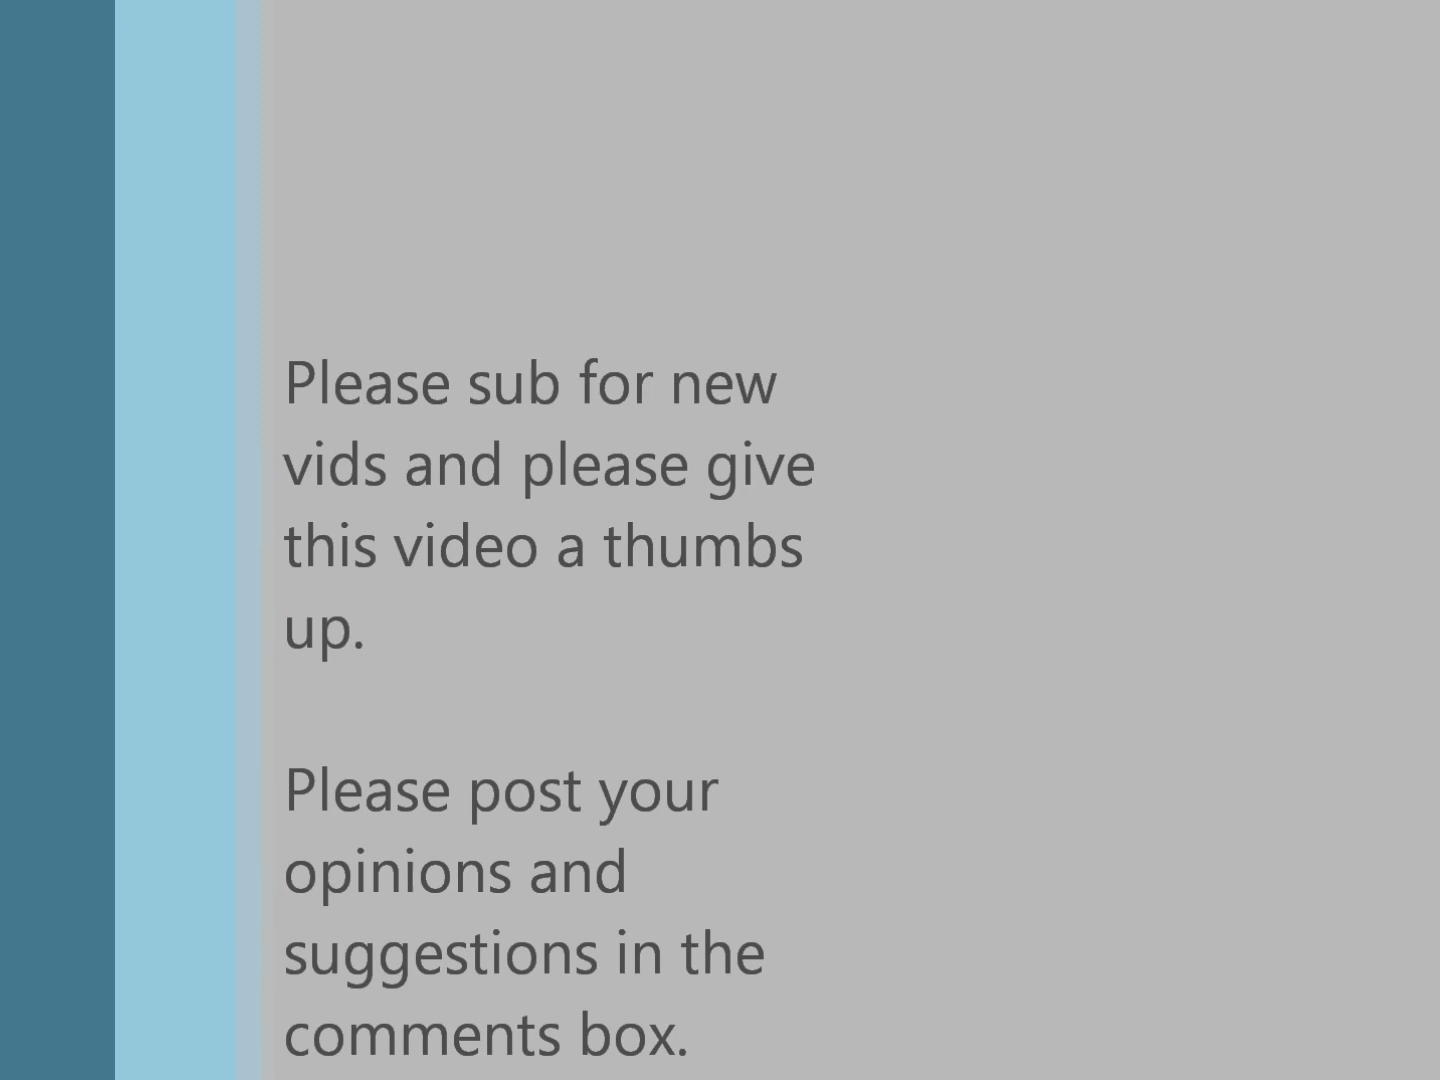 Please sub for new
vids and please give
this video a thumbs
up.
Please post your
opinions and
suggestions in the
comments box.